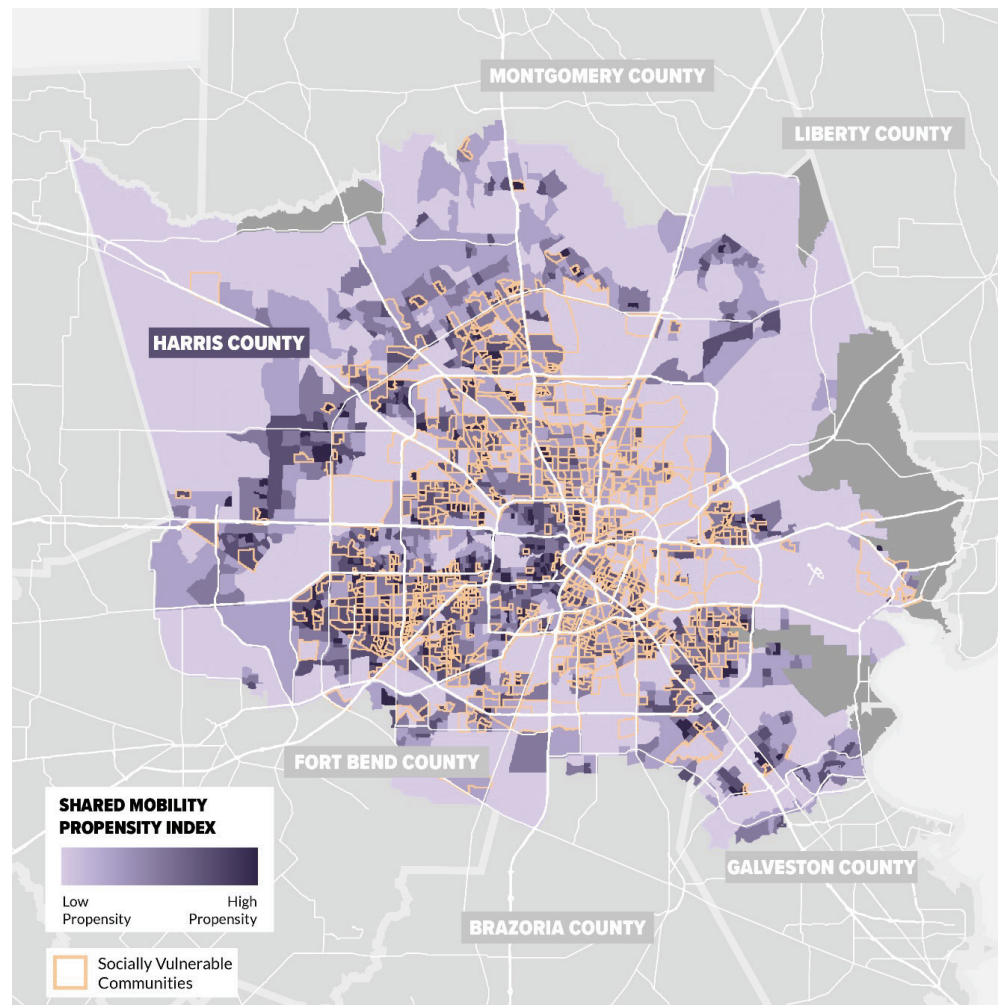 MONTGOMERY COUNTY
LIBERTY COUNTY
HARRIS COUNTY
FORT BEND COUNTY
GALVESTON COUNTY
BRAZORIA COUNTY
SHARED MOBILITY
PROPENSITY INDEX
Low
Propensity
High
Propensity
Socially Vulnerable
Communities